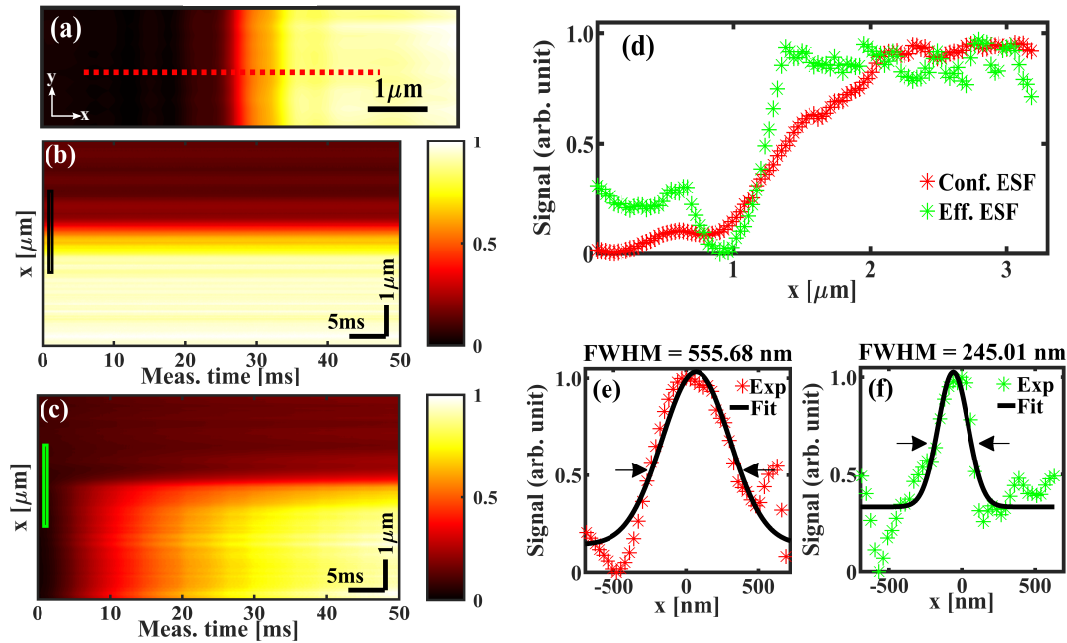 (a)
y
x
1μm
(b)
x [μm]
1μm
5ms
0 10 20 30 40 50
Meas. time [ms]
1
0.5
0
(c)
x [μm]
1μm
5ms
0 10 20 30 40 50
Meas. time [ms]
1
0.5
0
(d)
Signal (arb. unit)
1.0
0.5
0
1 2 3
x [μm]
Conf. ESF
Eff. ESF
FWHM = 555.68 nm
(e)
Exp
Fit
Signal (arb. unit)
1.0
0.5
0
-500 0 500
x [nm]
FWHM = 245.01 nm
(f)
Exp
Fit
Signal (arb. unit)
1.0
0.5
0
-500 0 500
x [nm]